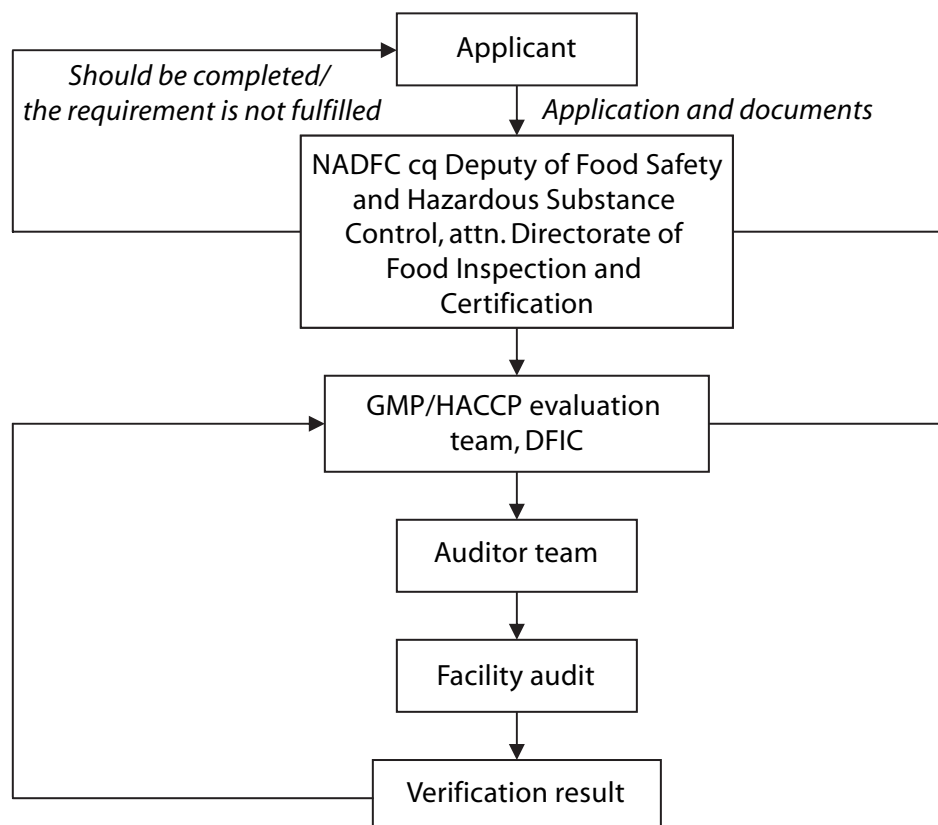 Applicant
Should be completed/
the requirement is not fulfilled
Application and documents
NADFC cq Deputy of Food Safety
and Hazardous Substance
Control, attn. Directorate of
Food Inspection and
Certification
GMP/HACCP evaluation
team, DFIC
Auditor team
Facility audit
Verification result